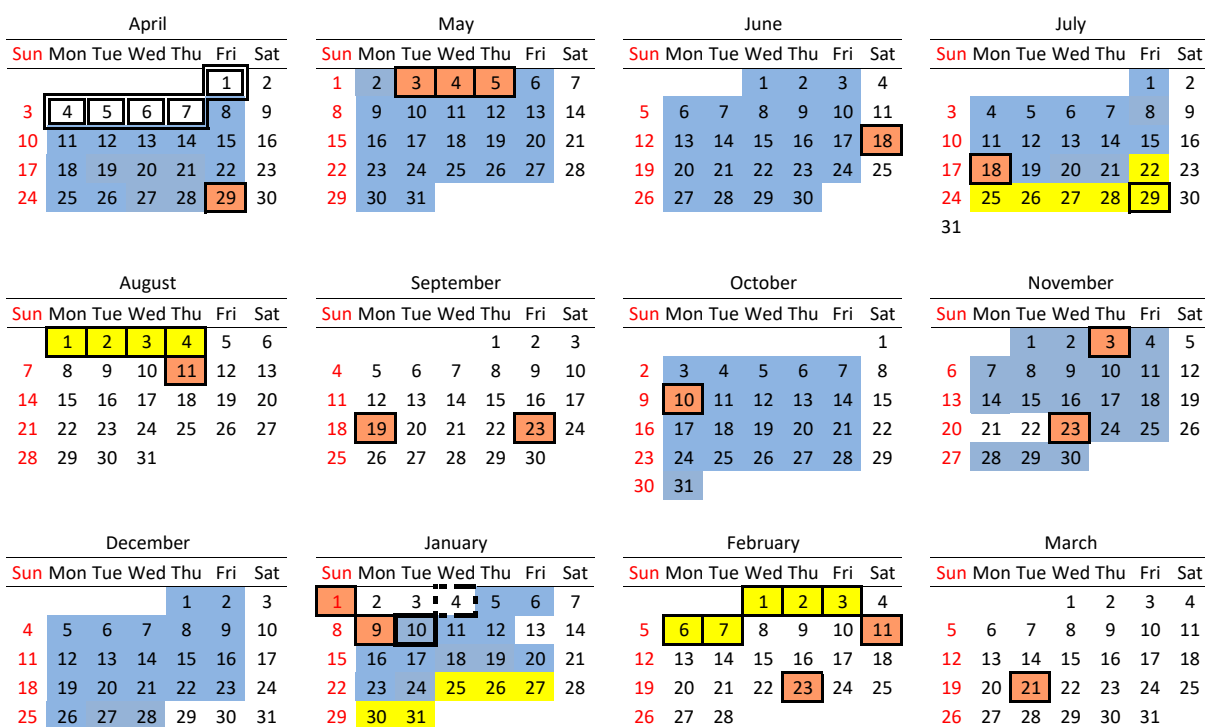 April
Sun Mon Tue Wed Thu Fri Sat
1 2
3 4 5 6 7 8 9
10 11 12 13 14 15 16
17 18 19 20 21 22 23
24 25 26 27 28 29 30
May
Sun Mon Tue Wed Thu Fri Sat
1 2 3 4 5 6 7
8 9 10 11 12 13 14
15 16 17 18 19 20 21
22 23 24 25 26 27 28
29 30 31
June
Sun Mon Tue Wed Thu Fri Sat
1 2 3 4
5 6 7 8 9 10 11
12 13 14 15 16 17 18
19 20 21 22 23 24 25
26 27 28 29 30
July
Sun Mon Tue Wed Thu Fri Sat
1 2
3 4 5 6 7 8 9
10 11 12 13 14 15 16
17 18 19 20 21 22 23
24 25 26 27 28 29 30
31
August
Sun Mon Tue Wed Thu Fri Sat
1 2 3 4 5 6
7 8 9 10 11 12 13
14 15 16 17 18 19 20
21 22 23 24 25 26 27
28 29 30 31
September
Sun Mon Tue Wed Thu Fri Sat
1 2 3
4 5 6 7 8 9 10
11 12 13 14 15 16 17
18 19 20 21 22 23 24
25 26 27 28 29 30
October
Sun Mon Tue Wed Thu Fri Sat
1
2 3 4 5 6 7 8
9 10 11 12 13 14 15
16 17 18 19 20 21 22
23 24 25 26 27 28 29
30 31
November
Sun Mon Tue Wed Thu Fri Sat
1 2 3 4 5
6 7 8 9 10 11 12
13 14 15 16 17 18 19
20 21 22 23 24 25 26
27 28 29 30
December
Sun Mon Tue Wed Thu Fri Sat
1 2 3
4 5 6 7 8 9 10
11 12 13 14 15 16 17
18 19 20 21 22 23 24
25 26 27 28 29 30 31
January
Sun Mon Tue Wed Thu Fri Sat
1 2 3 4 5 6 7
8 9 10 11 12 13 14
15 16 17 18 19 20 21
22 23 24 25 26 27 28
29 30 31
February
Sun Mon Tue Wed Thu Fri Sat
1 2 3 4
5 6 7 8 9 10 11
12 13 14 15 16 17 18
19 20 21 22 23 24 25
26 27 28
March
Sun Mon Tue Wed Thu Fri Sat
1 2 3 4
5 6 7 8 9 10 11
12 13 14 15 16 17 18
19 20 21 22 23 24 25
26 27 28 29 30 31